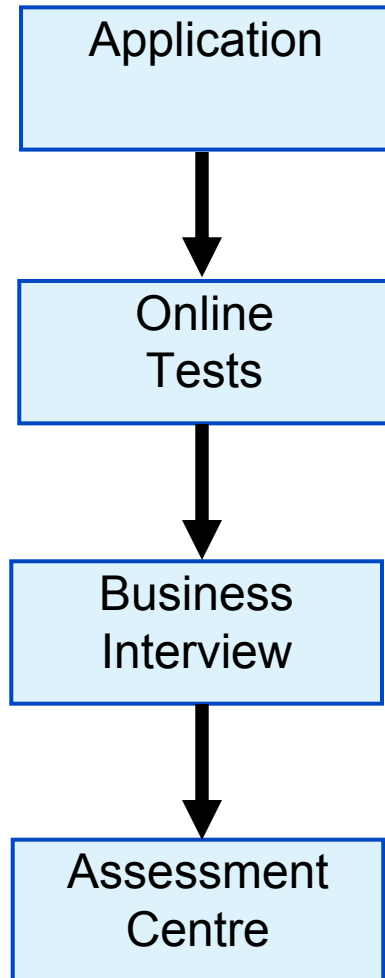 Application
Online
Tests
Business
Interview
Assessment
Centre